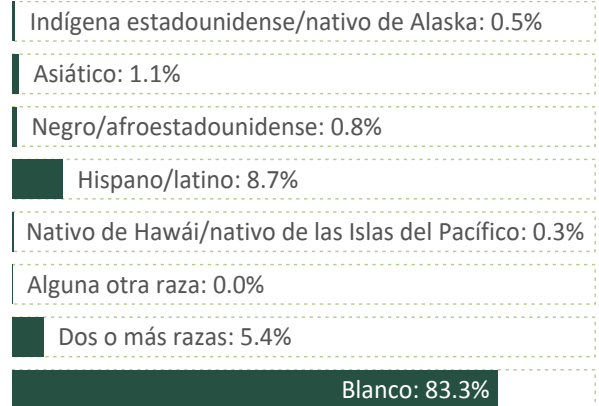 Indígena estadounidense/nativo de Alaska: 0.5%
Asiático: 1.1%
Negro/afroestadounidense: 0.8%
Hispano/latino: 8.7%
Nativo de Hawái/nativo de las Islas del Pacífico: 0.3%
Alguna otra raza: 0.0%
Dos o más razas: 5.4%
Blanco: 83.3%